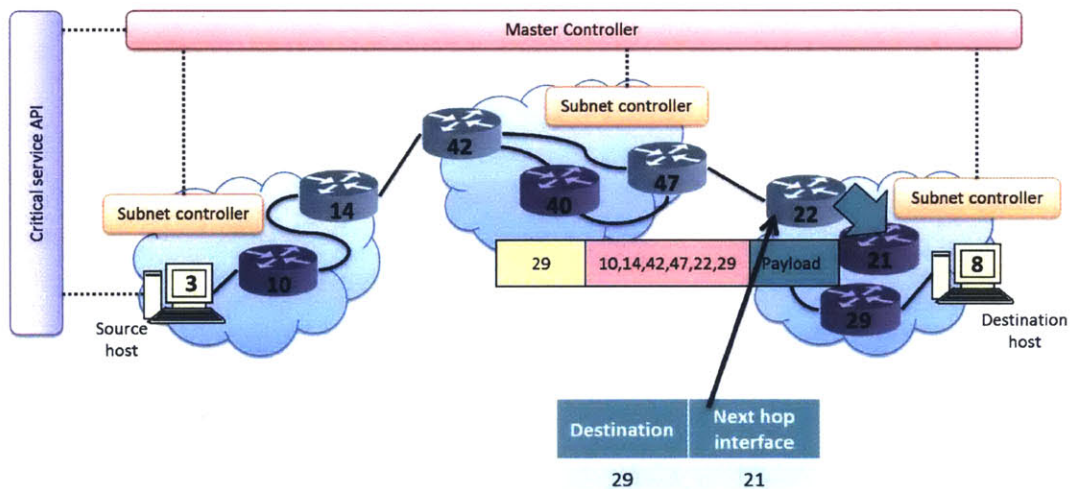 Master Controller
Critical service API
Subnet controller
42
47
40
14
Subnet controller
22
Subnet controller
29
10,14,42,47,22,29
Payload
21
8
3
10
29
Source
host
Destination
host
Destination
Next hop
interface
29
21